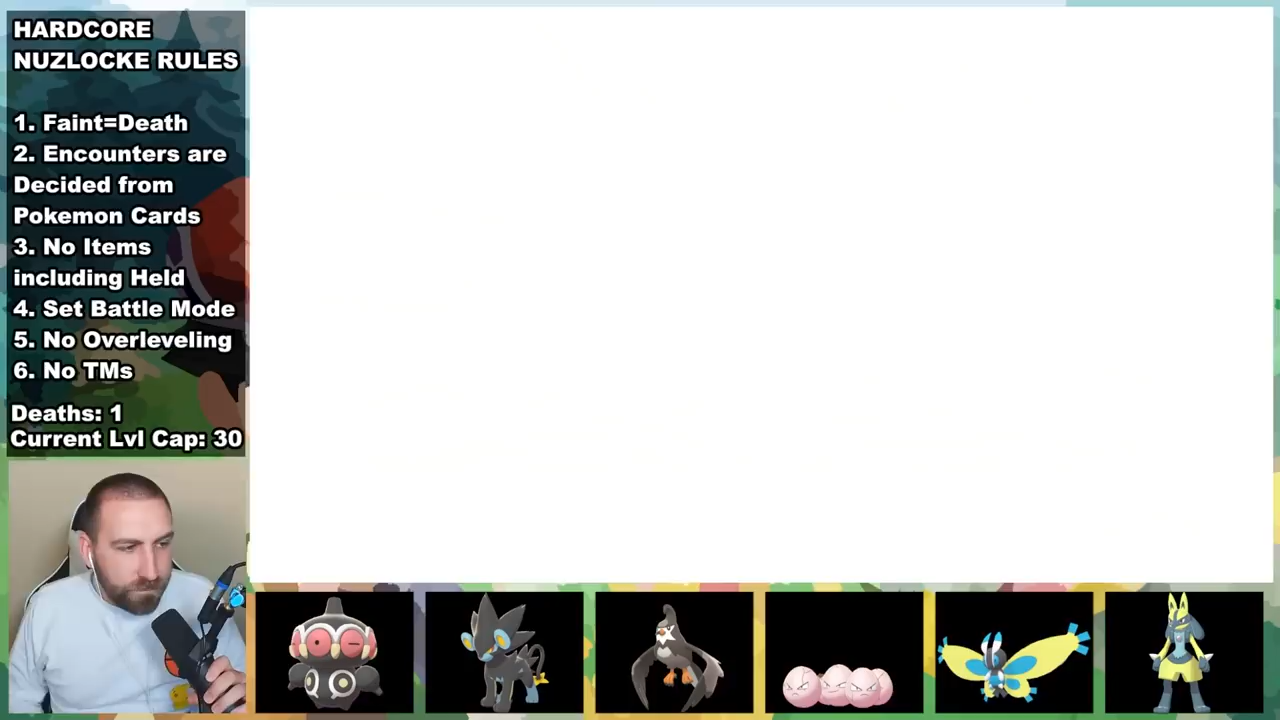 HARDCORE
NUZLOCKE RULES
1. Faint=Death
2. Encounters are
Decided from
Pokemon Cards
3. No Items
including Held
4. Set Battle Mode
5. No Overleveling
6. No TMs
Deaths: 1
Current Lvl Cap: 30